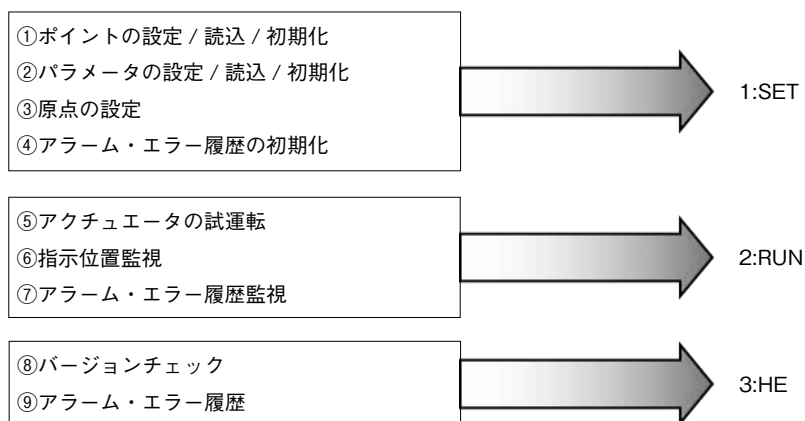 ①ポイントの設定 / 読込 / 初期化
②パラメータの設定 / 読込 / 初期化
③原点の設定
④アラーム・エラー履歴の初期化
1:SET
⑤アクチュエータの試運転
⑥指示位置監視
⑦アラーム・エラー履歴監視
2:RUN
⑧バージョンチェック
⑨アラーム・エラー履歴
3:HE